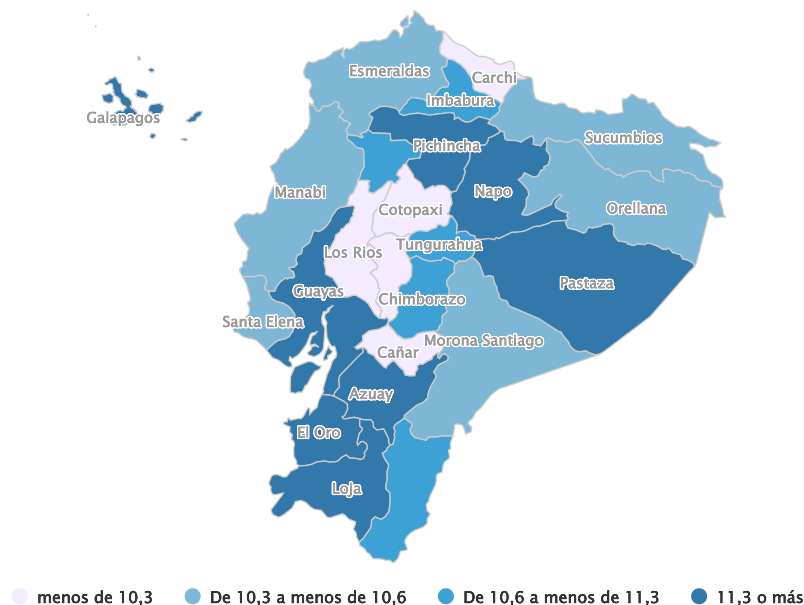 Esmeraldas
Carchi
Imbabura
Galapagos
Sucumbios
Pichincha
Manabi
Napo
Cotopaxi
Orellana
Tungurahua
Los Rios
Pastaza
Guayas
Chimborazo
Santa Elena
Morona Santiago
Cañar
Azuay
El Oro
Loja
menos de 10,3 De 10,3 a menos de 10,6 De 10,6 a menos de 11,3 11,3 o más